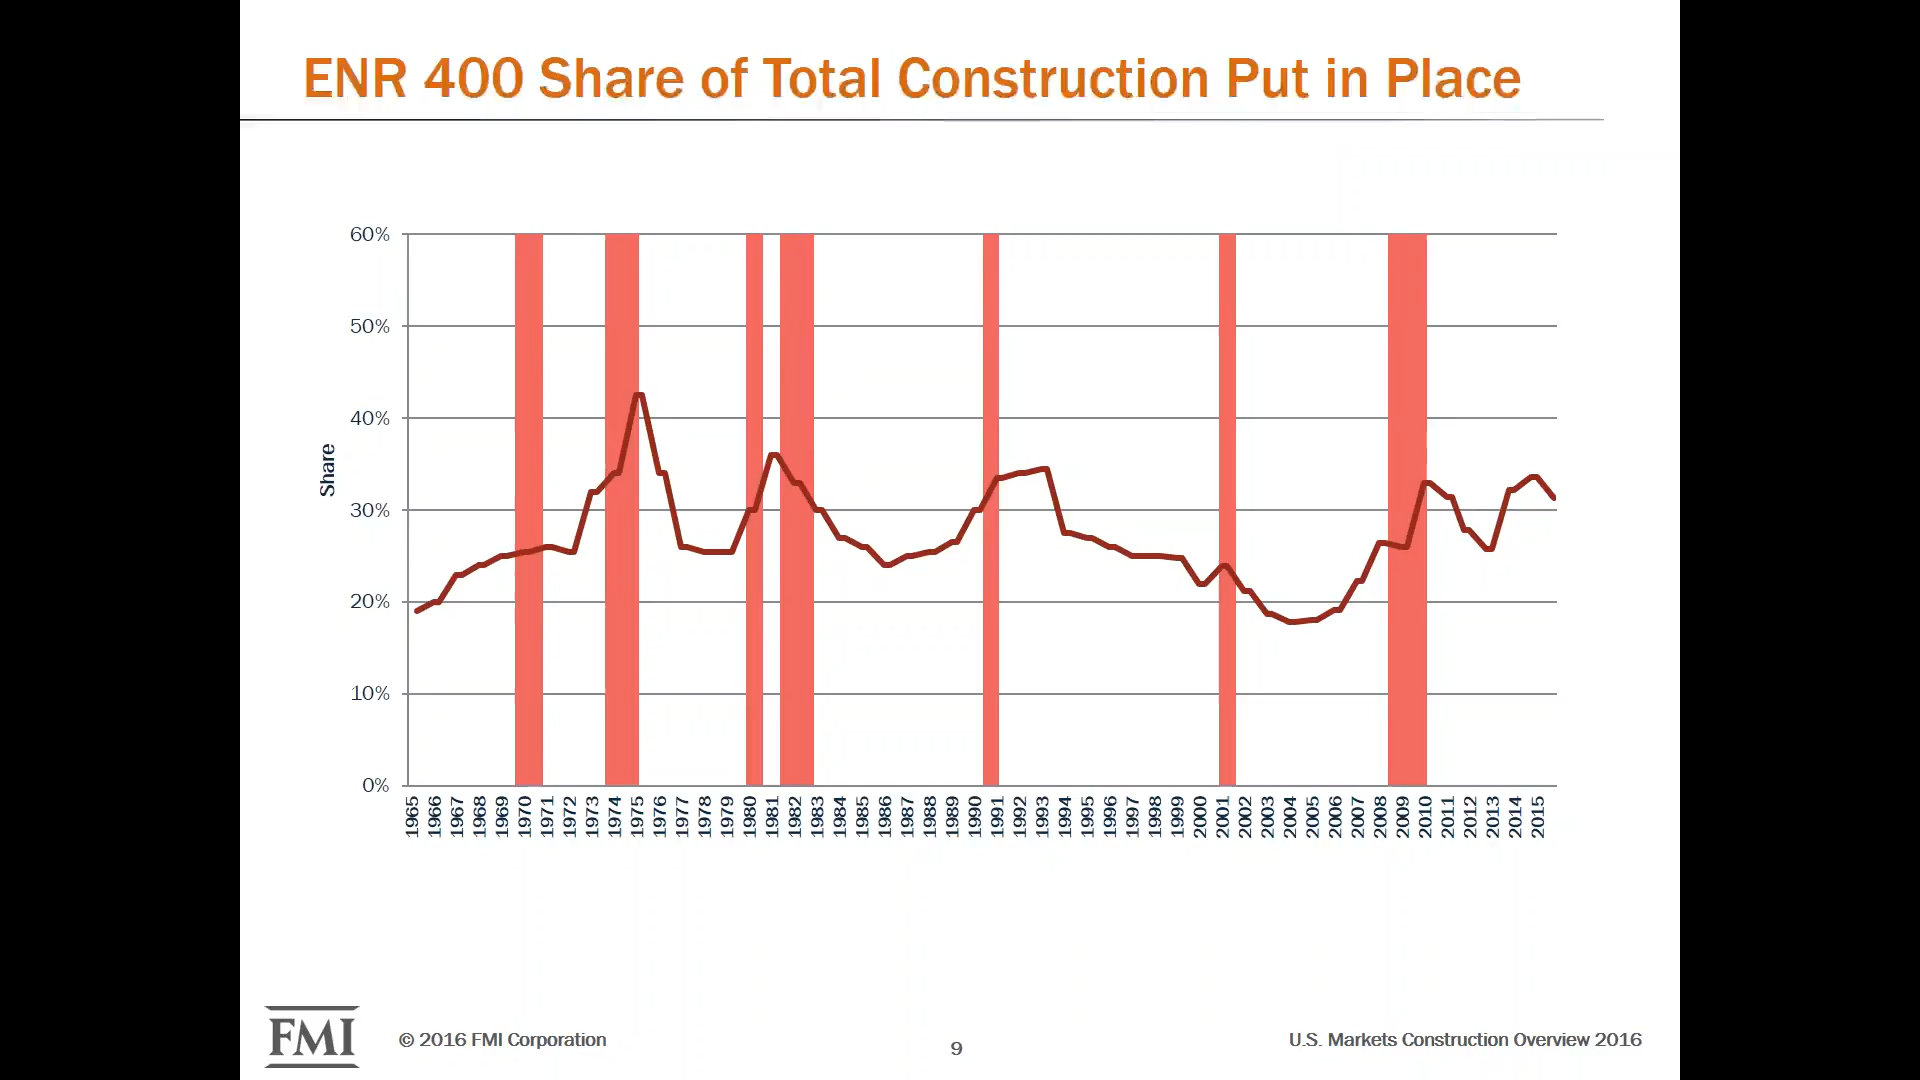 ENR 400 Share of Total Construction Put in Place
60%
50%
40%
30%
20%
10%
0%
Share
1965 1966 1967 1968 1969 1970 1971 1972 1973 1974 1975 1976 1977 1978 1979 1980 1981 1982 1983 1984 1985 1986 1987 1988 1989 1990 1991 1992 1993 1994 1995 1996 1997 1998 1999 2000 2001 2002 2003 2004 2005 2006 2007 2008 2009 2010 2011 2012 2013 2014 2015
FMI
© 2016 FMI Corporation
9
U.S. Markets Construction Overview 2016